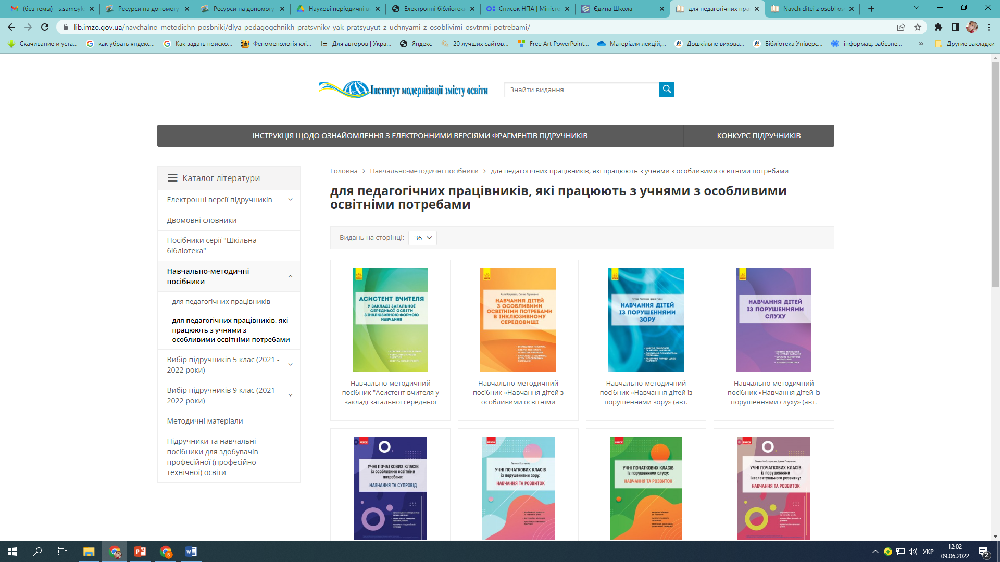 (без темы) - s.samoylo
Ресурси на допомогу
Ресурси на допомогу
Наукові періодичні в
Електронні бібліотек
Список НПА | Міністе
Єдина Школа
для педагогічних пра
Navch ditei z osobl os
lib.imzo.gov.ua/navchalno-metodichn-posbniki/dlya-pedagogchnikh-pratsvnikv-yak-pratsyuyut-z-uchnyami-z-osoblivimi-osvtnmi-potrebami/
Скачивание и уста...
как убрать яндекс...
Как задать поиско...
Феноменологія клі...
Для авторов | Укра...
Яндекс
20 лучших сайтов...
Free Art PowerPoint...
Матеріали лекцій,...
Дошкільне вихова...
Бібліотека Універс...
інформац. забезпе...
»
Другие закладки
Інститут модернізації змісту освіти
Знайти видання
ІНСТРУКЦІЯ ЩОДО ОЗНАЙОМЛЕННЯ З ЕЛЕКТРОННИМИ ВЕРСІЯМИ ФРАГМЕНТІВ ПІДРУЧНИКІВ
КОНКУРС ПІДРУЧНИКІВ
Каталог літератури
Електронні версії підручників
Двомовні словники
Посібники серії "Шкільна
бібліотека"
Навчально-методичні
посібники
для педагогічних працівників
для педагогічних працівників, які
працюють з учнями з
особливими освітніми потребами
Вибір підручників 5 клас (2021 -
2022 роки)
Вибір підручників 9 клас (2021 -
2022 роки)
Методичні матеріали
Підручники та навчальні
посібники для здобувачів
професійної (професійно-
технічної) освіти
Головна > Навчально-методичні посібники > для педагогічних працівників, які працюють з учнями з особливими освітніми потребами
для педагогічних працівників, які працюють з учнями з особливими
освітніми потребами
Видань на сторінці: 36
АСИСТЕНТ ВЧИТЕЛЯ
У ЗАКЛАДІ ЗАГАЛЬНОЇ
СЕРЕДНЬОЇ ОСВІТИ
З ІНКЛЮЗИВНОЮ ФОРМОЮ
НАВЧАННЯ
Навчально-методичний
посібник "Асистент вчителя у
закладі загальної середньої
НАВЧАННЯ ДІТЕЙ
З ОСОБЛИВИМИ
ОСВІТНІМИ ПОТРЕБАМИ
В ІНКЛЮЗИВНОМУ
СЕРЕДОВИЩІ
Навчально-методичний
посібник «Навчання дітей з
особливими освітніми
НАВЧАННЯ ДІТЕЙ
ІЗ ПОРУШЕННЯМИ
ЗОРУ
Навчально-методичний
посібник «Навчання дітей із
порушеннями зору» (авт.
НАВЧАННЯ ДІТЕЙ
ІЗ ПОРУШЕННЯМИ
СЛУХУ
Навчально-методичний
посібник «Навчання дітей із
порушеннями слуху» (авт.
РАНОК
УЧНІ ПОЧАТКОВИХ КЛАСІВ
із особливими освітніми
потребами:
НАВЧАННЯ ТА СУПРОВІД
РАНОК
Тетяна Костенко
УЧНІ ПОЧАТКОВИХ КЛАСІВ
із порушеннями зору:
НАВЧАННЯ ТА РОЗВИТОК
РАНОК
УЧНІ ПОЧАТКОВИХ КЛАСІВ
із порушеннями слуху:
НАВЧАННЯ ТА РОЗВИТОК
РАНОК
УЧНІ ПОЧАТКОВИХ КЛАСІВ
із порушеннями
інтелектуального розвитку:
НАВЧАННЯ ТА РОЗВИТОК
УКР
12:02
09.06.2022
2